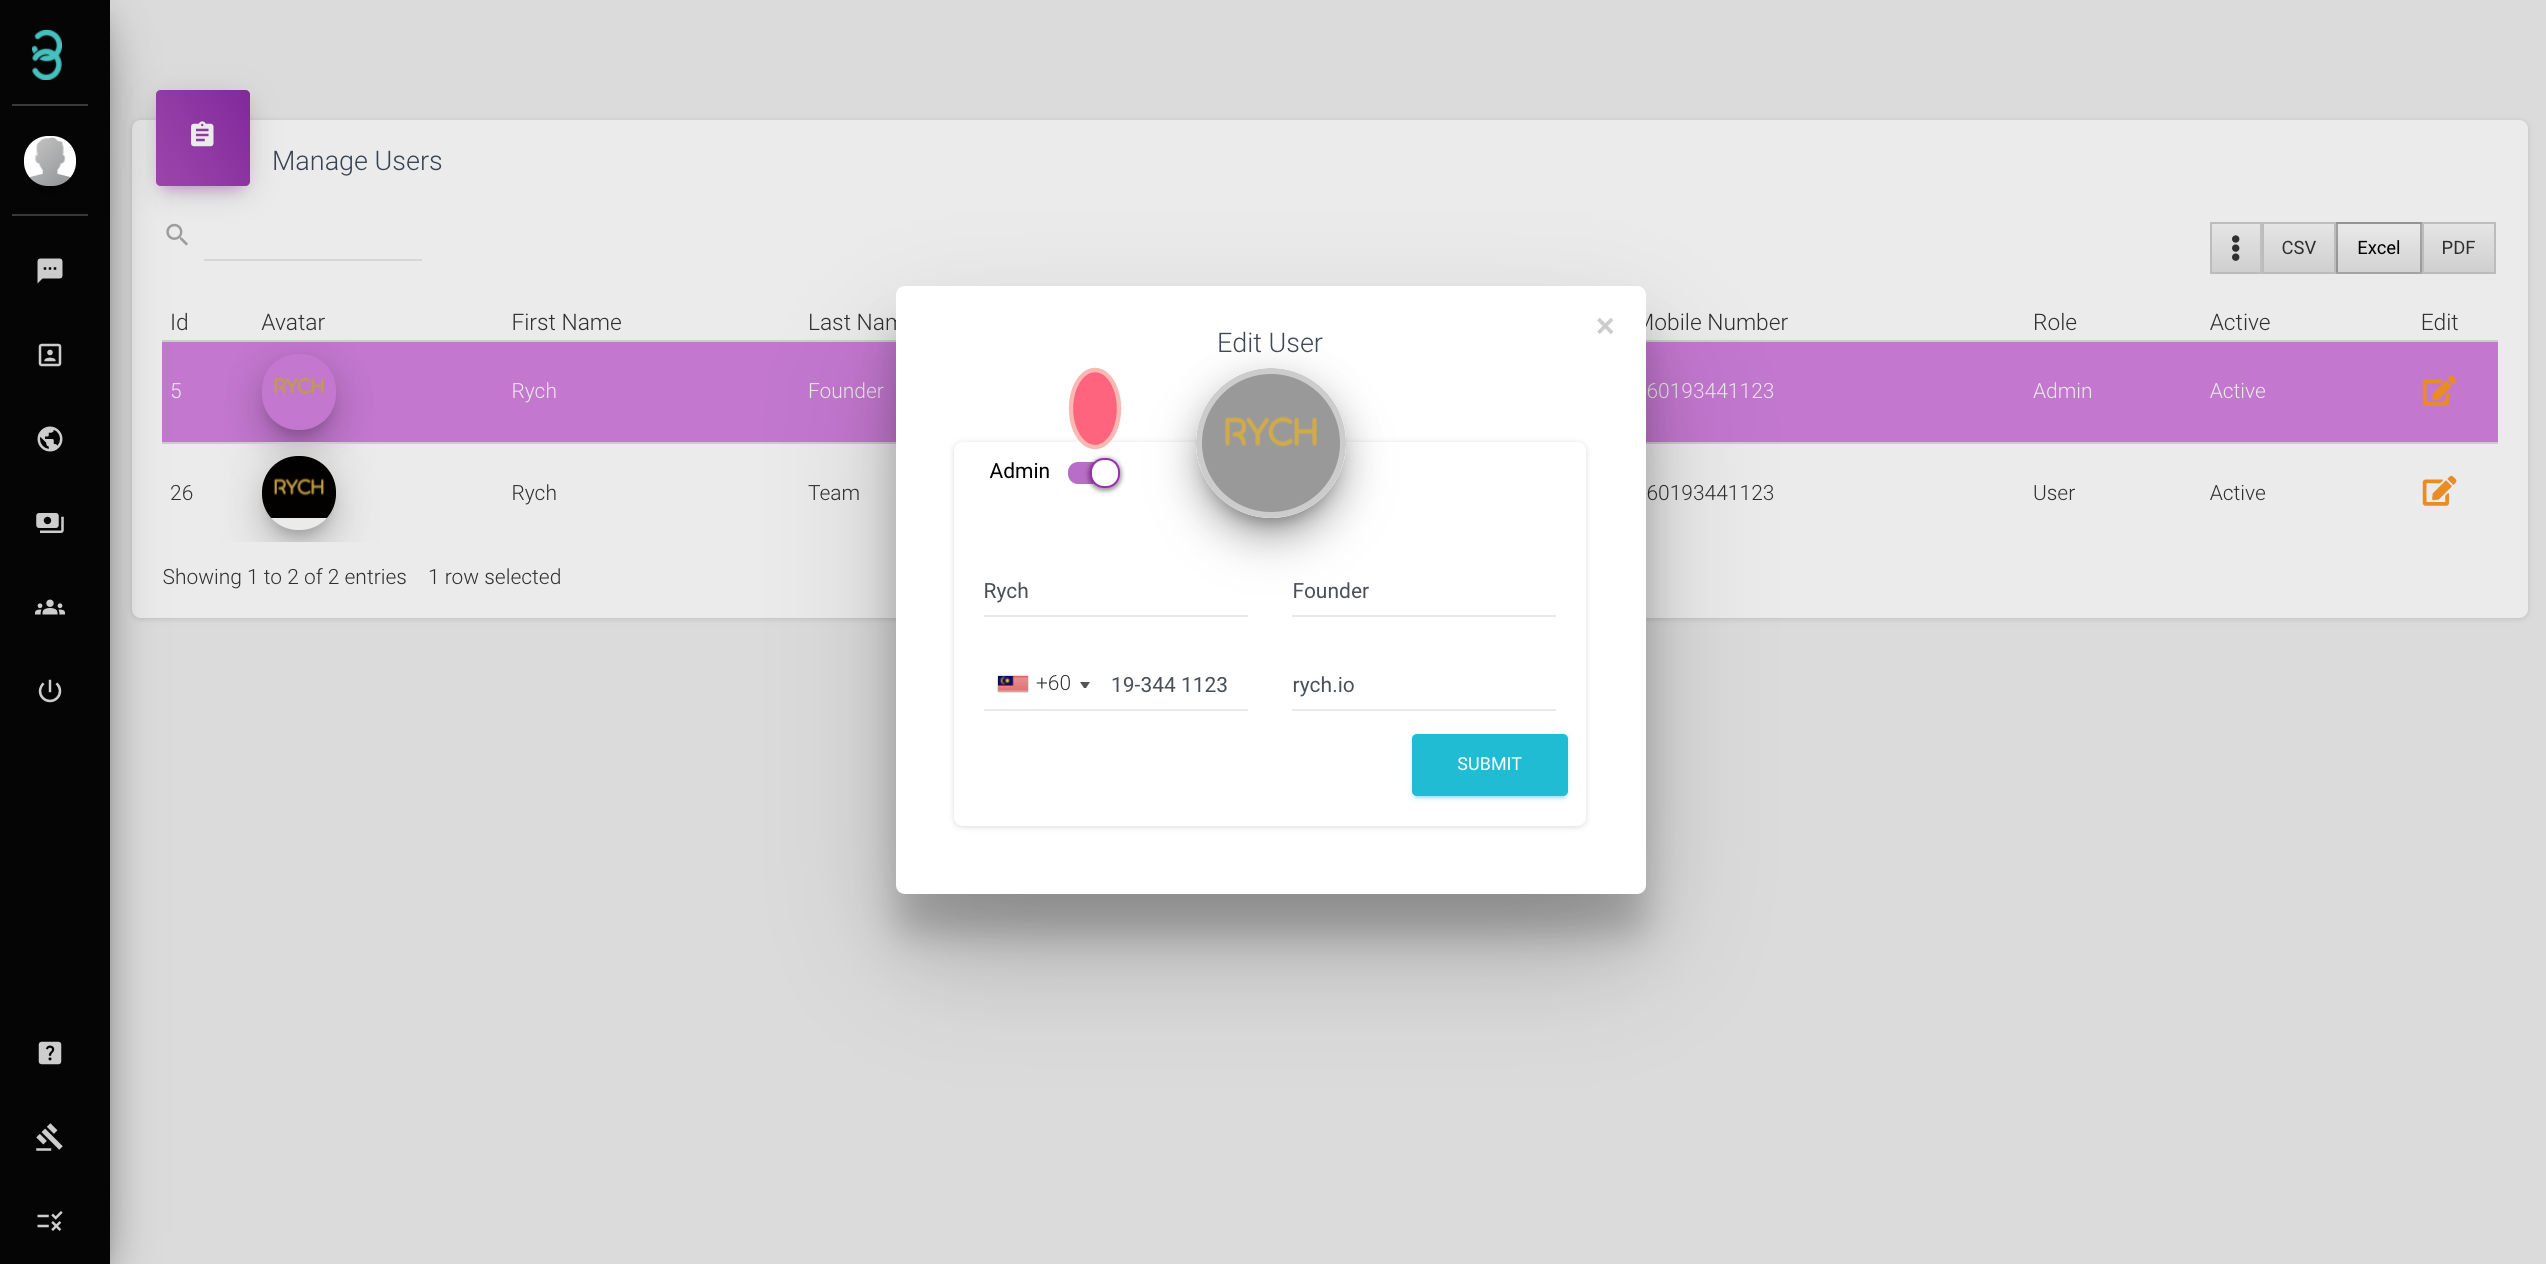 Manage Users
CSV Excel PDF
Id Avatar First Name Last Nam Mobile Number Role Active Edit
5 RYCH Rych Founder 60193441123 Admin Active
26 RYCH Rych Team 60193441123 User Active
Showing 1 to 2 of 2 entries 1 row selected
Edit User
×
RYCH
Admin
Rych Founder
+60 19-344 1123 rych.io
SUBMIT